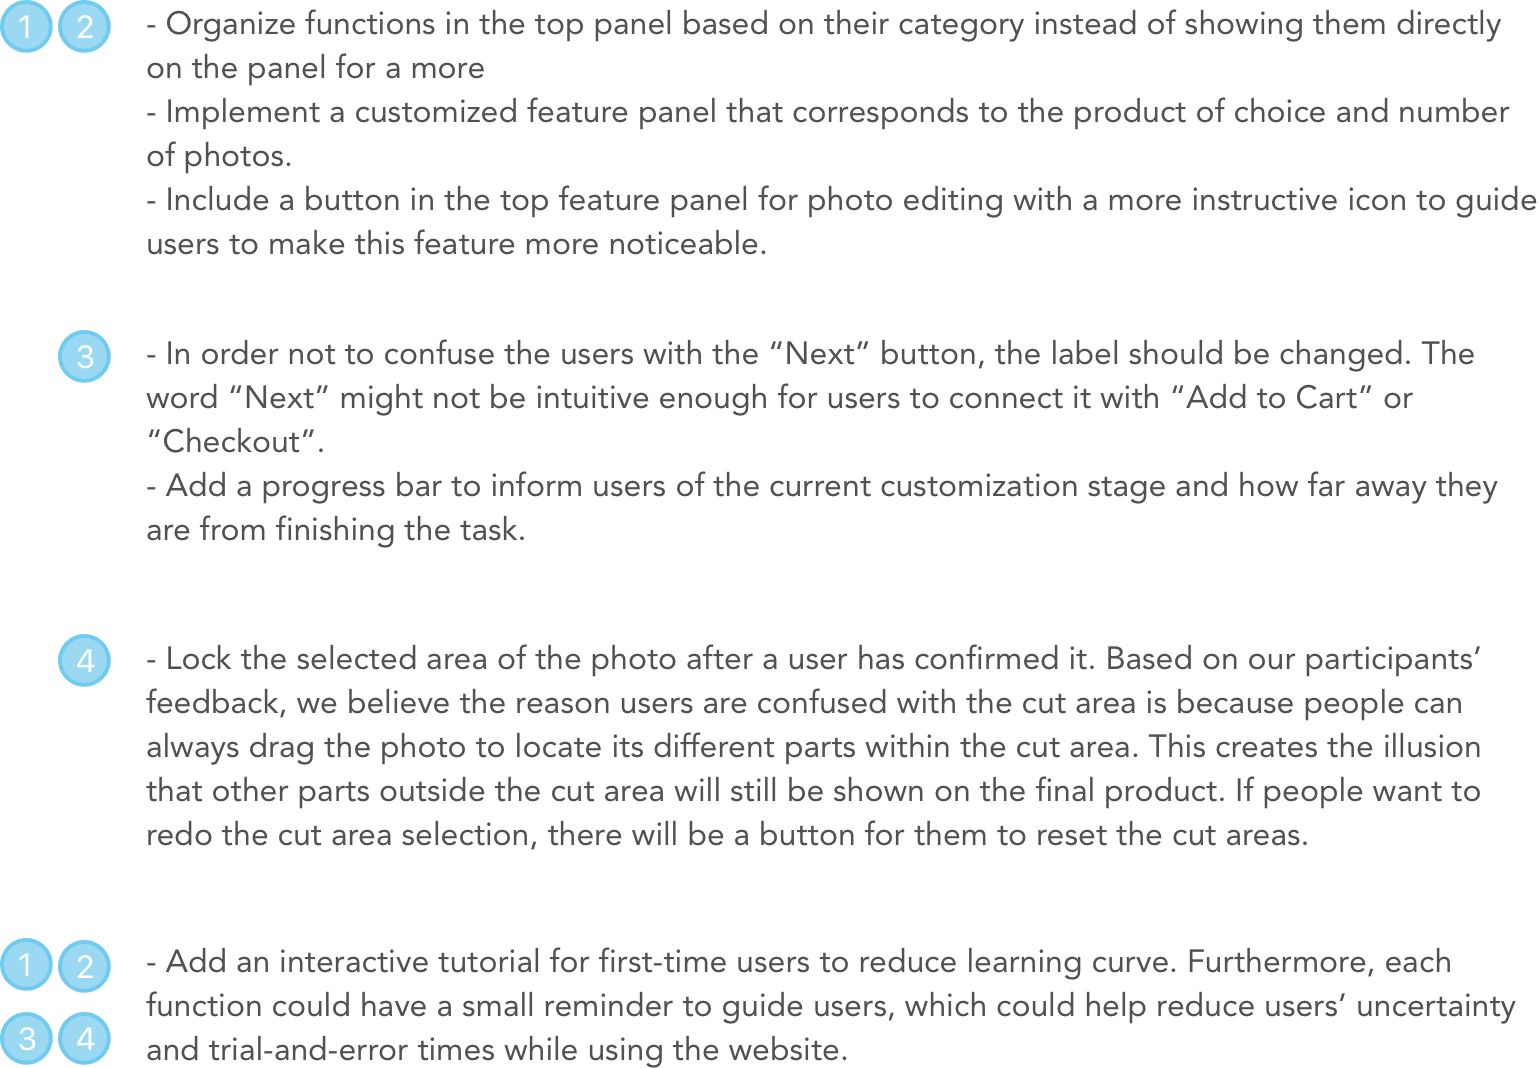 1 2
- Organize functions in the top panel based on their category instead of showing them directly
on the panel for a more
- Implement a customized feature panel that corresponds to the product of choice and number
of photos.
- Include a button in the top feature panel for photo editing with a more instructive icon to guide
users to make this feature more noticeable.
3
- In order not to confuse the users with the “Next” button, the label should be changed. The
word “Next” might not be intuitive enough for users to connect it with “Add to Cart” or
“Checkout”.
- Add a progress bar to inform users of the current customization stage and how far away they
are from finishing the task.
4
- Lock the selected area of the photo after a user has confirmed it. Based on our participants’
feedback, we believe the reason users are confused with the cut area is because people can
always drag the photo to locate its different parts within the cut area. This creates the illusion
that other parts outside the cut area will still be shown on the final product. If people want to
redo the cut area selection, there will be a button for them to reset the cut areas.
1 2
3 4
- Add an interactive tutorial for first-time users to reduce learning curve. Furthermore, each
function could have a small reminder to guide users, which could help reduce users’ uncertainty
and trial-and-error times while using the website.